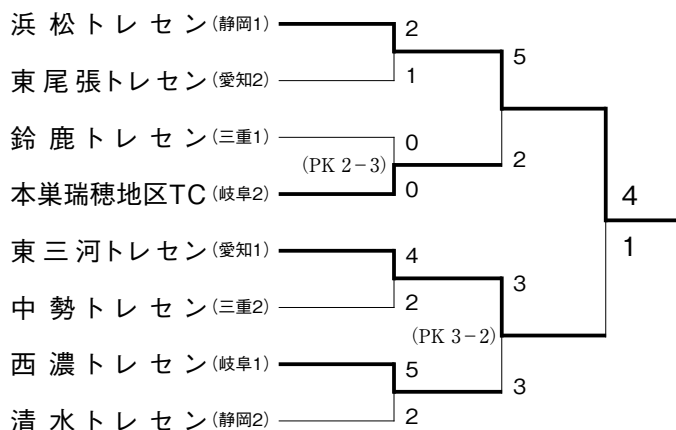 浜松トレセン(静岡1)
2
5
東尾張トレセン(愛知2)
1
鈴鹿トレセン(三重1)
0
(PK 2−3)
2
本巣瑞穂地区TC(岐阜2)
0
4
1
東三河トレセン(愛知1)
4
3
中勢トレセン(三重2)
2
(PK 3−2)
西濃トレセン(岐阜1)
5
3
清水トレセン(静岡2)
2